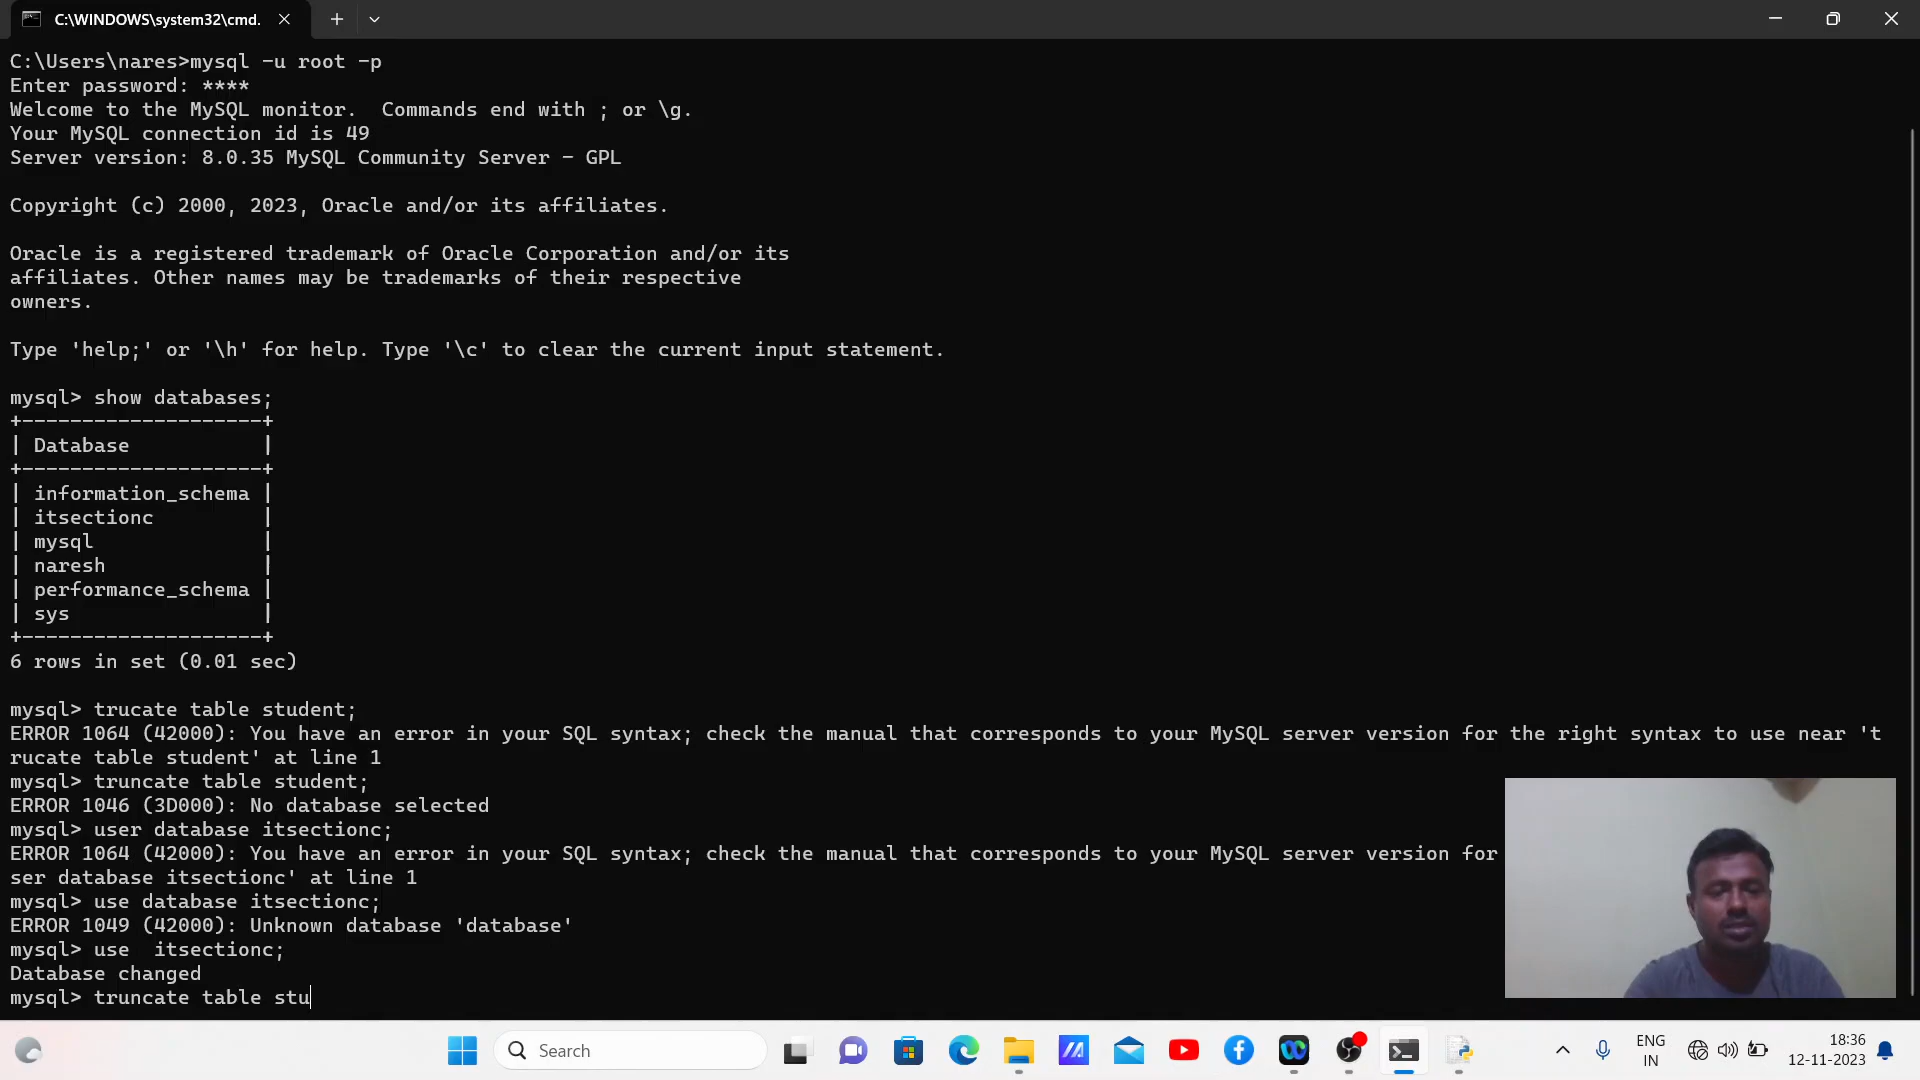 C:\WINDOWS\system32\cmd.
C:\Users\nares>mysql -u root -p
Enter password: ****
Welcome to the MySQL monitor.  Commands end with ; or \g.
Your MySQL connection id is 49
Server version: 8.0.35 MySQL Community Server - GPL
Copyright (c) 2000, 2023, Oracle and/or its affiliates.
Oracle is a registered trademark of Oracle Corporation and/or its
affiliates. Other names may be trademarks of their respective
owners.
Type 'help;' or '\h' for help. Type '\c' to clear the current input statement.
mysql> show databases;
+--------------------+
| Database           |
+--------------------+
| information_schema |
| itsectionc         |
| mysql              |
| naresh             |
| performance_schema |
| sys                |
+--------------------+
6 rows in set (0.01 sec)
mysql> trucate table student;
ERROR 1064 (42000): You have an error in your SQL syntax; check the manual that corresponds to your MySQL server version for the right syntax to use near 't
rucate table student' at line 1
mysql> truncate table student;
ERROR 1046 (3D000): No database selected
mysql> user database itsectionc;
ERROR 1064 (42000): You have an error in your SQL syntax; check the manual that corresponds to your MySQL server version for
ser database itsectionc' at line 1
mysql> use database itsectionc;
ERROR 1049 (42000): Unknown database 'database'
mysql> use  itsectionc;
Database changed
mysql> truncate table stu
Search
ENG
IN
18:36
12-11-2023